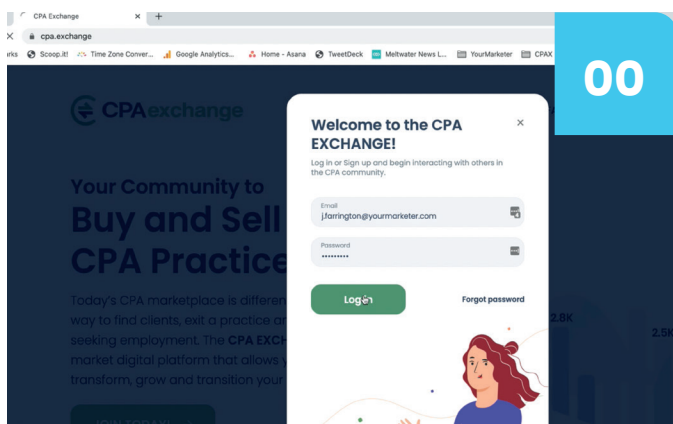 CPA Exchange
cpa.exchange
arks Scoop.it! Time Zone Conver... Google Analytics... Home - Asana TweetDeck Meltwater News L... YourMarketer CPAX
00
CPAexchange
Welcome to the CPA
EXCHANGE!
Log in or Sign up and begin interacting with others in
the CPA community.
Email
j.farrington@yourmarketer.com
Password
•••••••••
Log in
Forgot password
Your Community to
Buy and Sell
CPA Practice
Today's CPA marketplace is differen
way to find clients, exit a practice an
seeking employment. The CPA EXCH
market digital platform that allows y
transform, grow and transition your
2.8K
2.5K